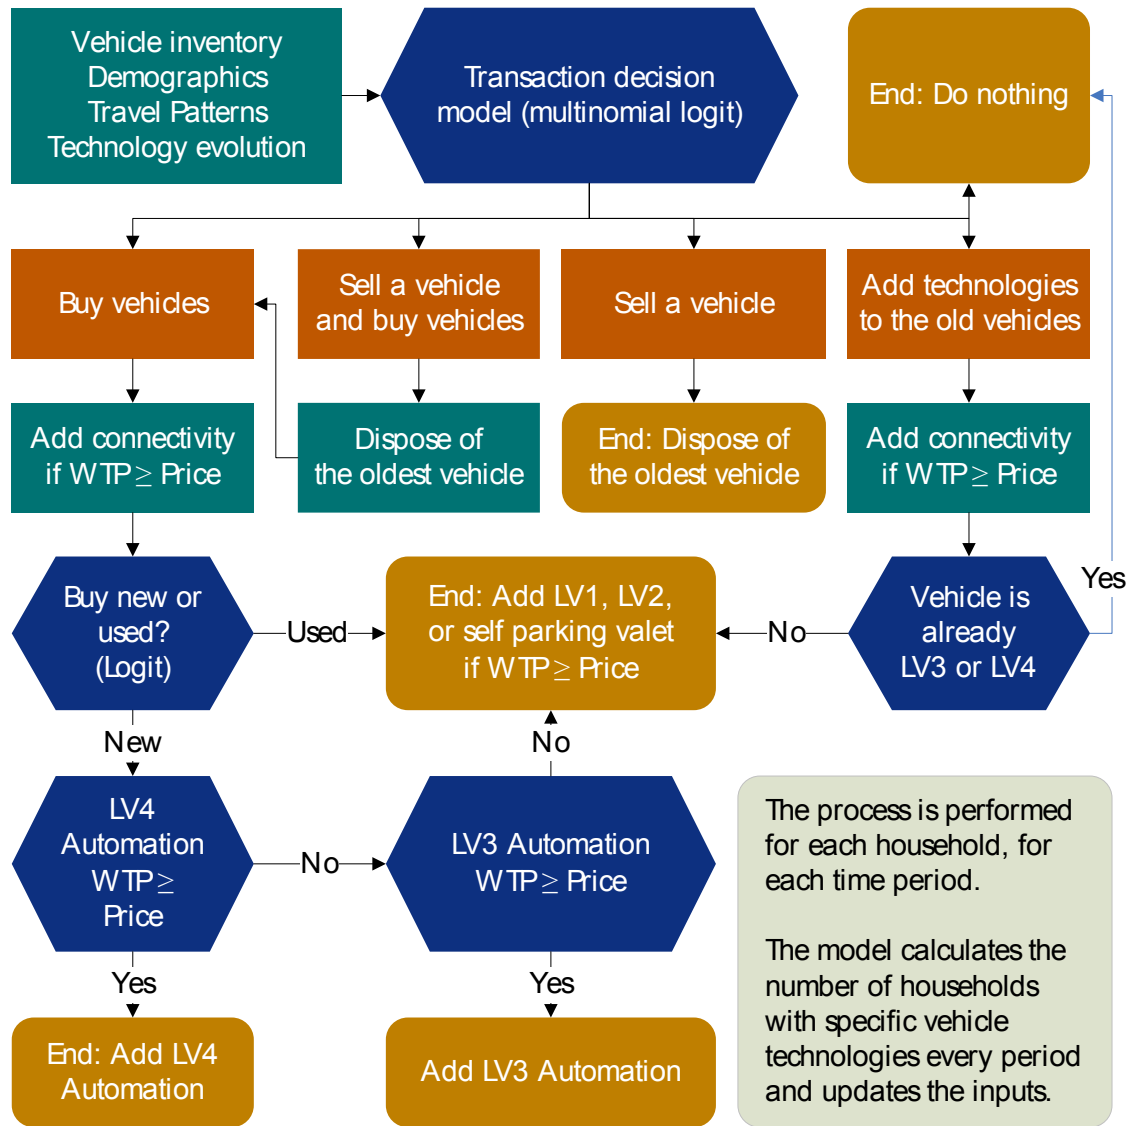 Vehicle inventory
Demographics
Travel Patterns
Technology evolution
Transaction decision
model (multinomial logit)
End: Do nothing
Buy vehicles
Sell a vehicle
and buy vehicles
Sell a vehicle
Add technologies
to the old vehicles
Add connectivity
if WTP ≥ Price
Dispose of
the oldest vehicle
End: Dispose of
the oldest vehicle
Add connectivity
if WTP ≥ Price
Buy new or
used?
(Logit)
Used
End: Add LV1, LV2,
or self parking valet
if WTP ≥ Price
No
Vehicle is
already
LV3 or LV4
Yes
New
No
LV4
Automation
WTP ≥
Price
No
LV3 Automation
WTP ≥ Price
Yes
Yes
End: Add LV4
Automation
Add LV3 Automation
The process is performed
for each household, for
each time period.
The model calculates the
number of households
with specific vehicle
technologies every period
and updates the inputs.